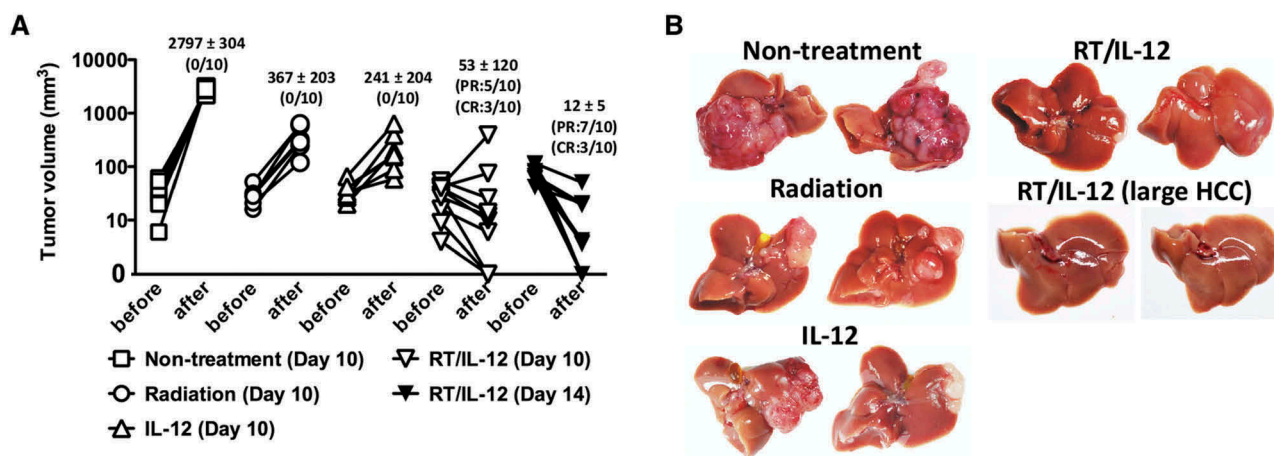 A
Tumor volume (mm³)
10000
1000
100
10
0
2797 ± 304
(0/10)
367 ± 203
(0/10)
241 ± 204
(0/10)
53 ± 120
(PR:5/10)
(CR:3/10)
12 ± 5
(PR:7/10)
(CR:3/10)
before
after
before
after
before
after
before
after
before
after
Non-treatment (Day 10)
Radiation (Day 10)
IL-12 (Day 10)
RT/IL-12 (Day 10)
RT/IL-12 (Day 14)
B
Non-treatment
RT/IL-12
Radiation
RT/IL-12 (large HCC)
IL-12